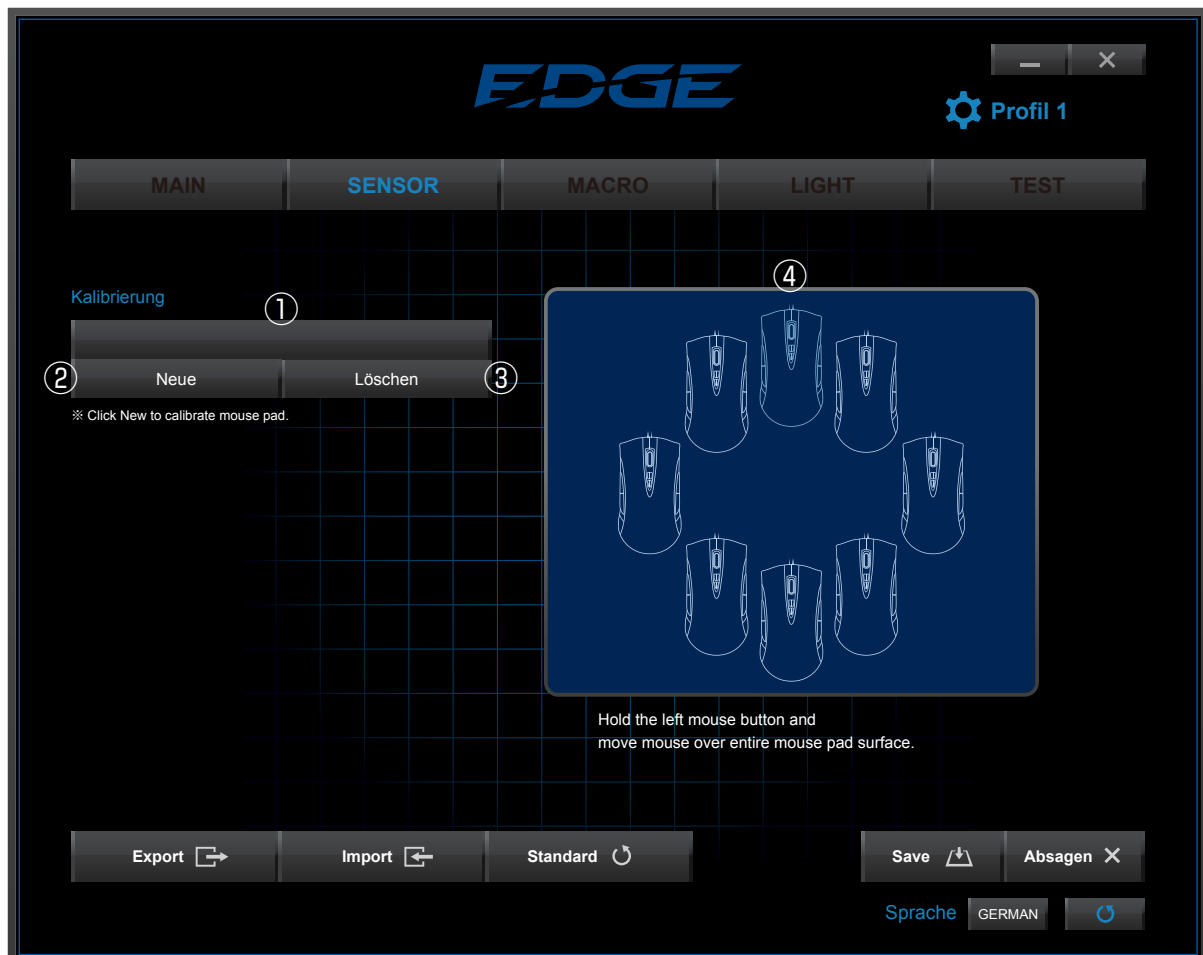 EDGE
Profil 1
MAIN SENSOR MACRO LIGHT TEST
④
Kalibrierung
①
② Neue Löschen ③
※ Click New to calibrate mouse pad.
Hold the left mouse button and
move mouse over entire mouse pad surface.
Export Import Standard Save Absagen
Sprache GERMAN